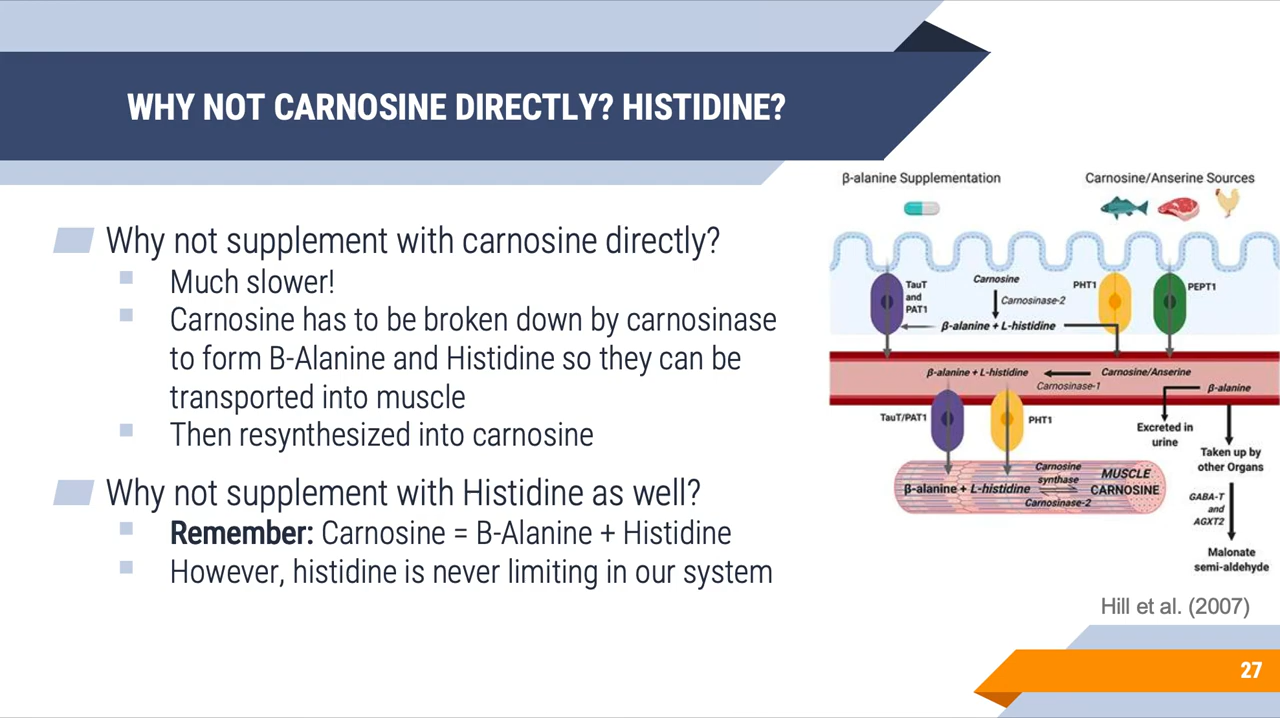 WHY NOT CARNOSINE DIRECTLY? HISTIDINE?
Why not supplement with carnosine directly?
Much slower!
Carnosine has to be broken down by carnosinase
to form B-Alanine and Histidine so they can be
transported into muscle
Then resynthesized into carnosine
Why not supplement with Histidine as well?
Remember: Carnosine = B-Alanine + Histidine
However, histidine is never limiting in our system
β-alanine Supplementation
Carnosine/Anserine Sources
TauT
and
PAT1
Carnosine
Carnosinase-2
β-alanine + L-histidine
PHT1
PEPT1
β-alanine + L-histidine
Carnosine/Anserine
Carnosinase-1
β-alanine
TauT/PAT1
PHT1
Excreted in
urine
Taken up by
other Organs
β-alanine + L-histidine
Carnosine
synthase
Carnosinase-2
MUSCLE
CARNOSINE
GABA-T
and
AGXT2
Malonate
semi-aldehyde
Hill et al. (2007)
27